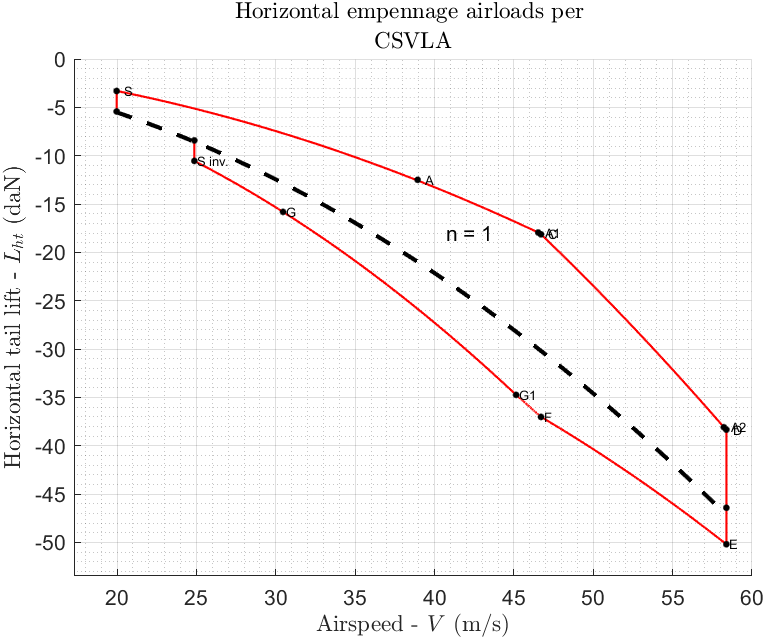 Horizontal empennage airloads per
CSVLA
Horizontal tail lift - L_ht (daN)
0
-5
-10
-15
-20
-25
-30
-35
-40
-45
-50
S
S inv.
A
G
n = 1
A1
C
G1
F
A2
D
E
20 25 30 35 40 45 50 55 60
Airspeed - V (m/s)